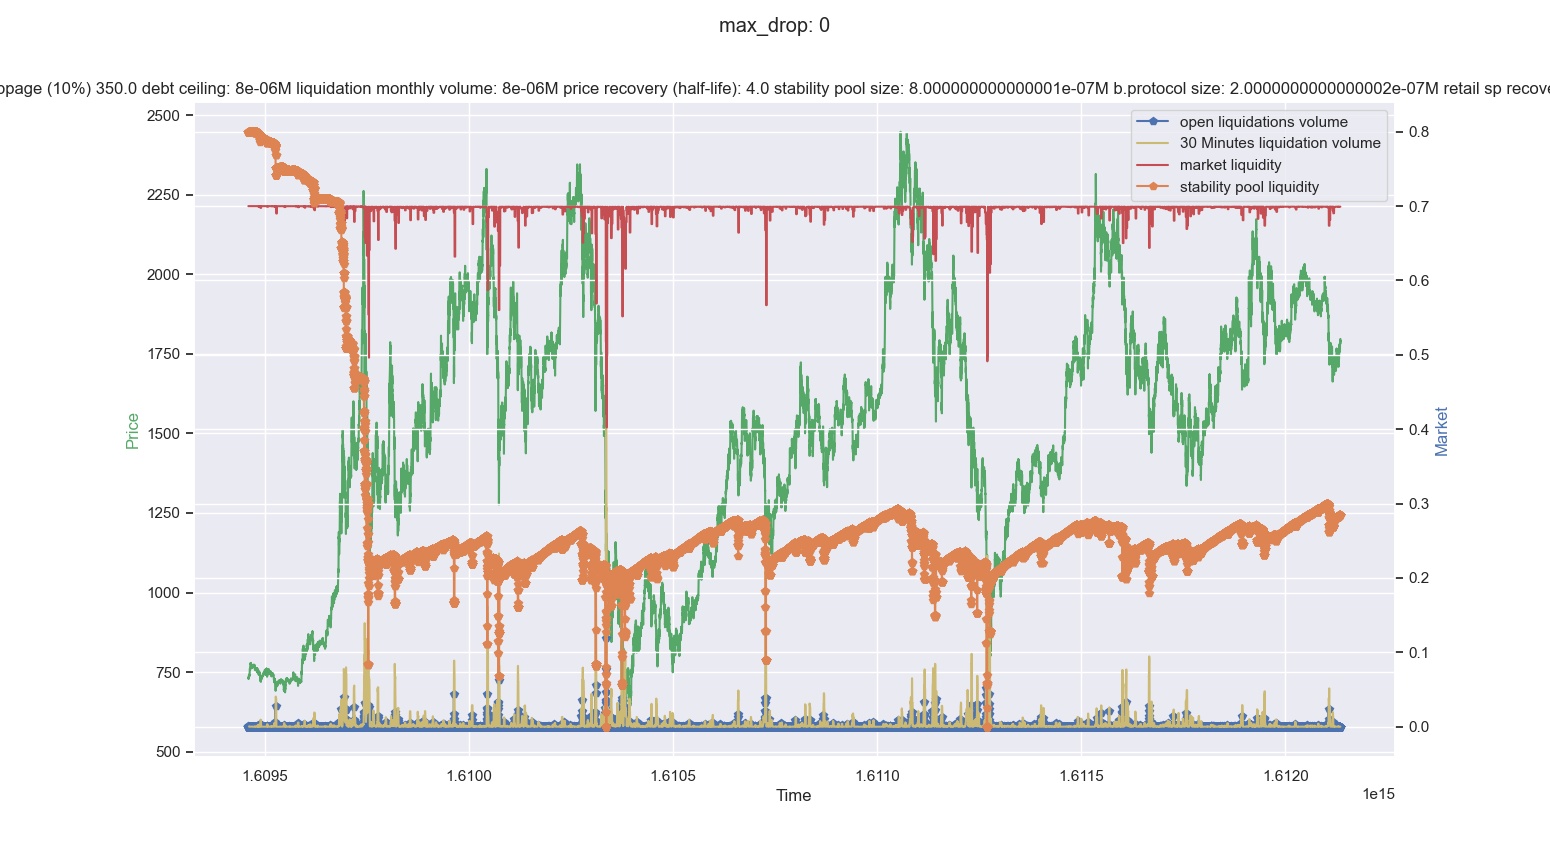 max_drop: 0
(10%) 350.0 debt ceiling: 8e-06M liquidation monthly volume: 8e-06M price recovery (half-life): 4.0 stability pool size: 8.000000000000001e-07M b.protocol size: 2.0000000000000002e-07M retail sp
open liquidations volume
30 Minutes liquidation volume
market liquidity
stability pool liquidity
2500
2250
2000
1750
1500
1250
1000
750
500
Price
0.8
0.7
0.6
0.5
0.4
0.3
0.2
0.1
0.0
Market
1.6095 1.6100 1.6105 1.6110 1.6115 1.6120
Time
1e15